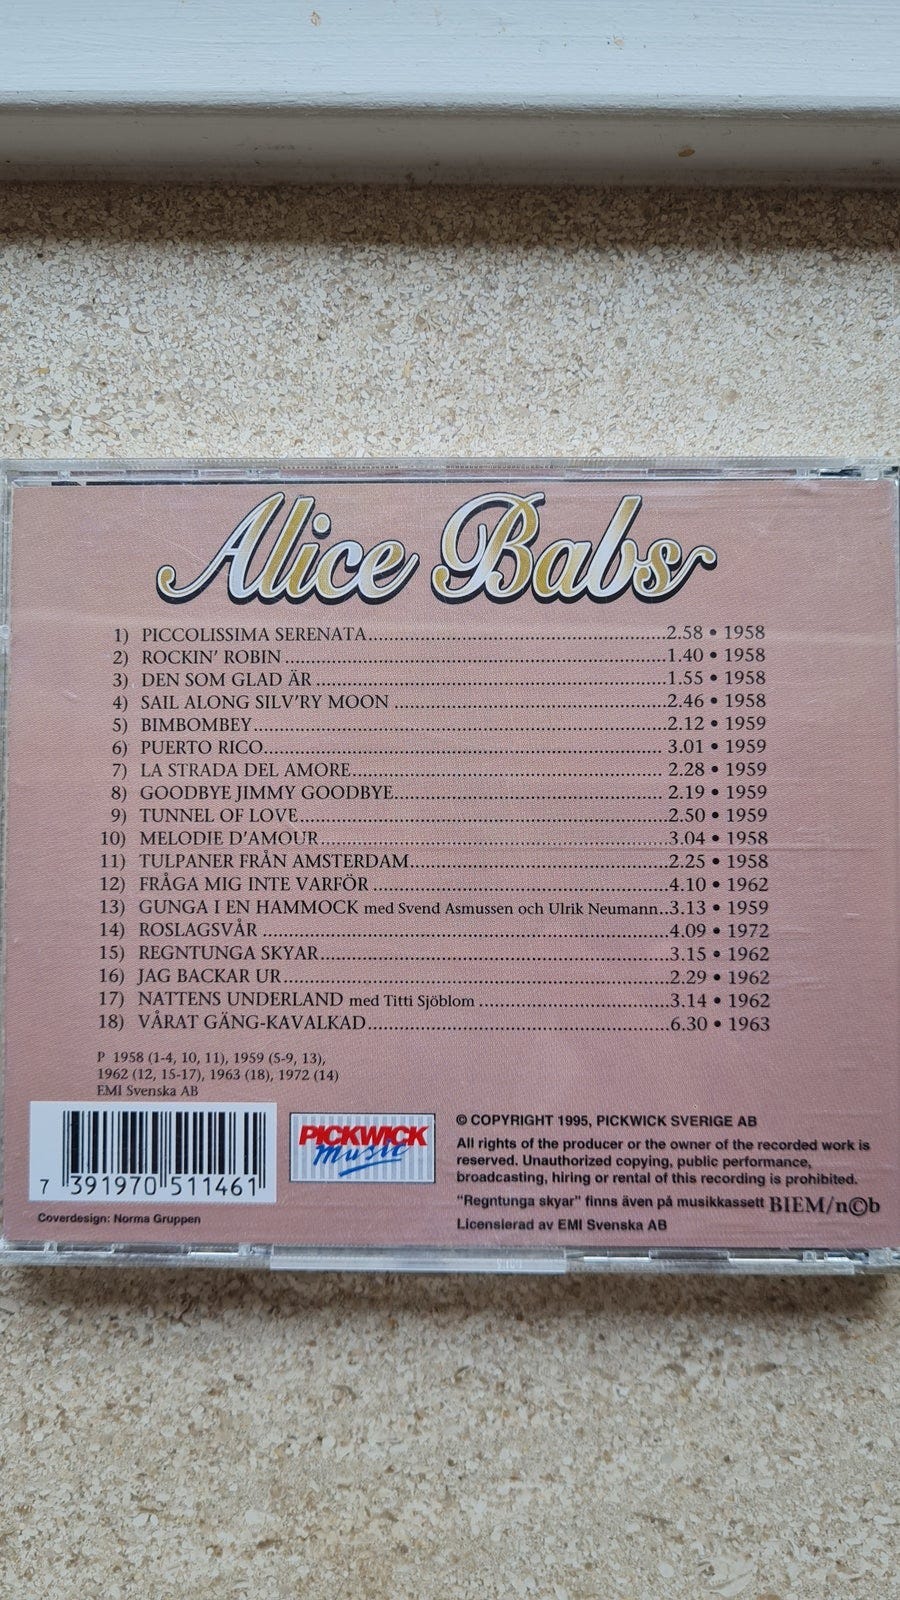 Alice Babs
1) PICCOLISSIMA SERENATA..........2.58 • 1958
2) ROCKIN' ROBIN..........1.40 • 1958
3) DEN SOM GLAD ÄR..........1.55 • 1958
4) SAIL ALONG SILV'RY MOON..........2.46 • 1958
5) BIMBOMBEY..........2.12 • 1959
6) PUERTO RICO..........3.01 • 1959
7) LA STRADA DEL AMORE..........2.28 • 1959
8) GOODBYE JIMMY GOODBYE..........2.19 • 1959
9) TUNNEL OF LOVE..........2.50 • 1959
10) MELODIE D'AMOUR..........3.04 • 1958
11) TULPANER FRÅN AMSTERDAM..........2.25 • 1958
12) FRÅGA MIG INTE VARFÖR..........4.10 • 1962
13) GUNGA I EN HAMMOCK med Svend Asmussen och Ulrik Neumann..3.13 • 1959
14) ROSLAGSVÅR..........4.09 • 1972
15) REGNTUNGA SKYAR..........3.15 • 1962
16) JAG BACKAR UR..........2.29 • 1962
17) NATTENS UNDERLAND med Titti Sjöblom..........3.14 • 1962
18) VÅRAT GÄNG-KAVALKAD..........6.30 • 1963
P 1958 (1-4, 10, 11), 1959 (5-9, 13),
1962 (12, 15-17), 1963 (18), 1972 (14)
EMI Svenska AB
7 391970 511461
Coverdesign: Norma Gruppen
PICKWICK
Music
© COPYRIGHT 1995, PICKWICK SVERIGE AB
All rights of the producer or the owner of the recorded work is
reserved. Unauthorized copying, public performance,
broadcasting, hiring or rental of this recording is prohibited.
"Regntunga skyar" finns även på musikkassett BIEM/n©b
Licensierad av EMI Svenska AB